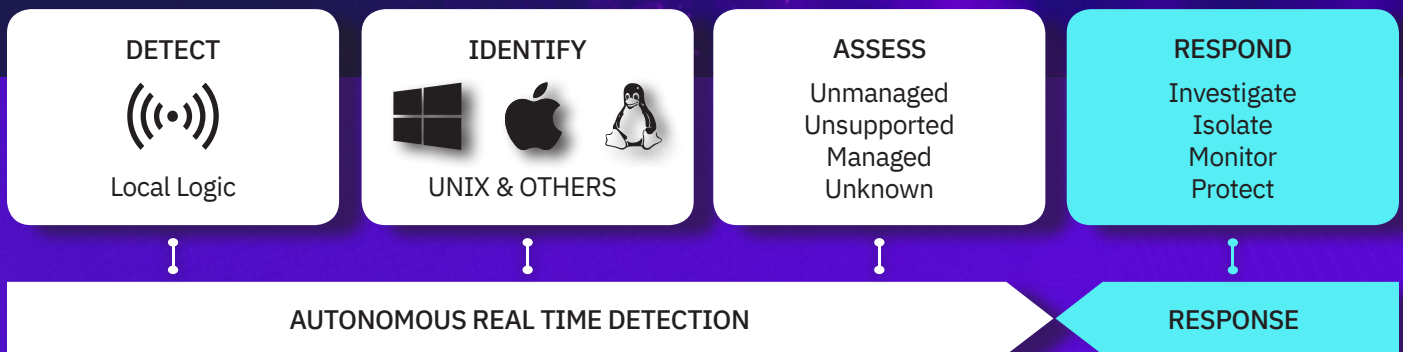 DETECT
Local Logic
IDENTIFY
UNIX & OTHERS
ASSESS
Unmanaged
Unsupported
Managed
Unknown
RESPOND
Investigate
Isolate
Monitor
Protect
AUTONOMOUS REAL TIME DETECTION
RESPONSE